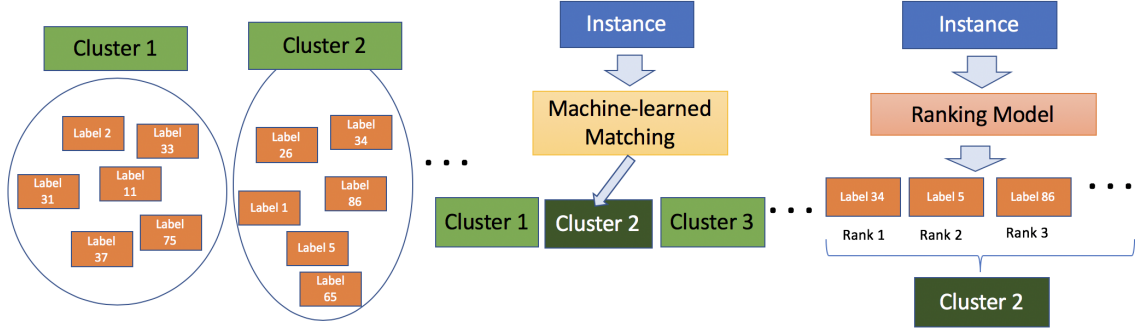 Cluster 1
Label 2
Label
33
Label
31
Label
11
Label
37
Label
75
Cluster 2
Label
26
Label
34
Label 1
Label
86
Label 5
Label
65
...
Instance
Machine-learned
Matching
Cluster 1
Cluster 2
Cluster 3
...
Instance
Ranking Model
Label 34
Label 5
Label 86
...
Rank 1
Rank 2
Rank 3
Cluster 2